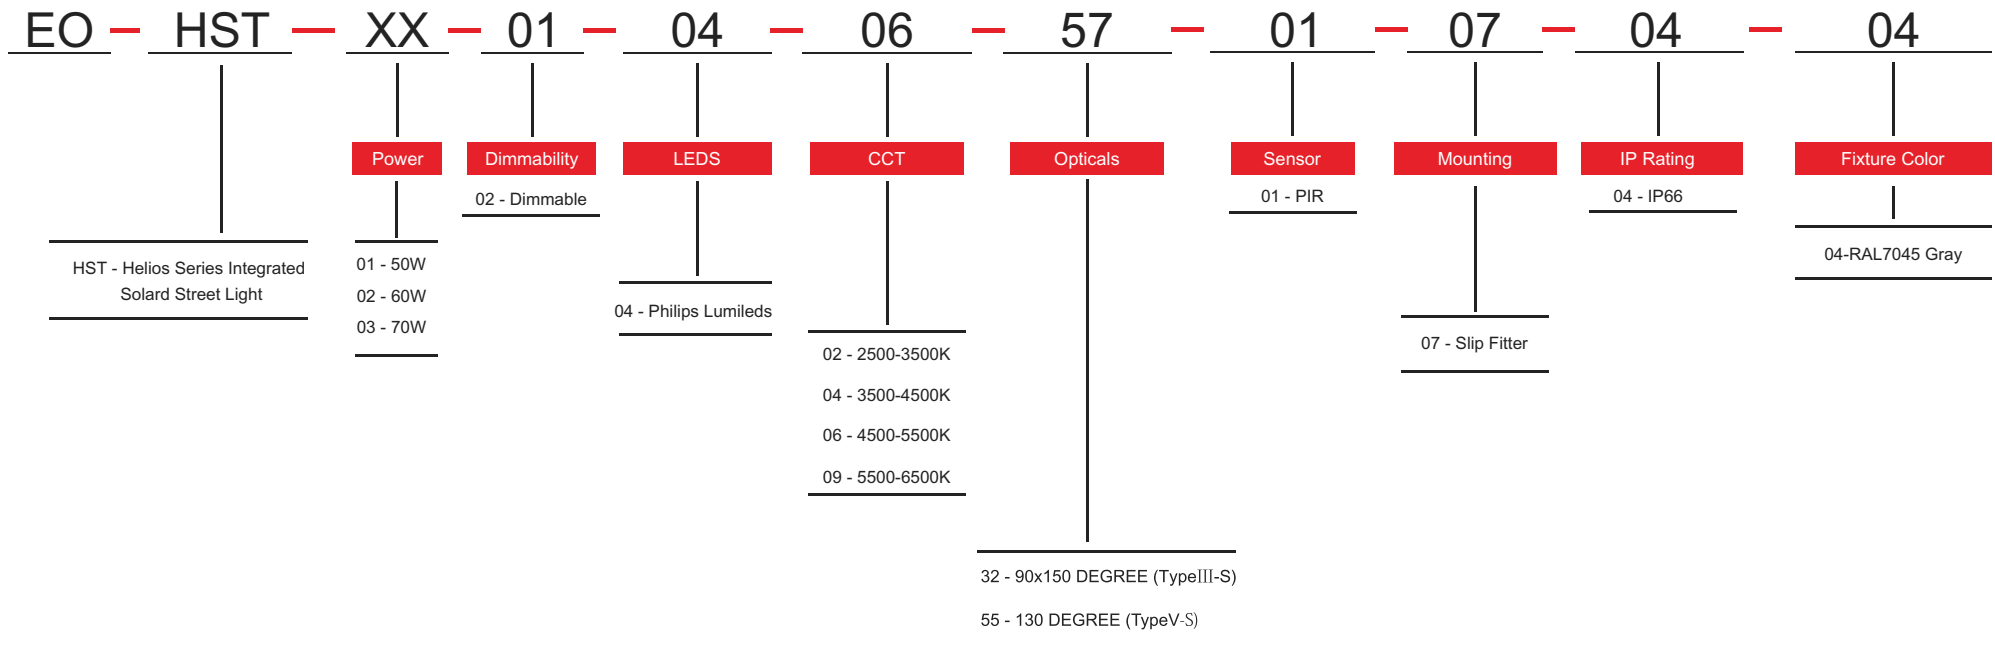 EO HST XX 01 04 06 57 01 07 04 04
Power Dimmability LEDS CCT Opticals Sensor Mounting IP Rating Fixture Color
02 - Dimmable
01 - PIR
04 - IP66
HST - Helios Series Integrated
Solard Street Light
01 - 50W
02 - 60W
03 - 70W
04 - Philips Lumileds
02 - 2500-3500K
04 - 3500-4500K
06 - 4500-5500K
09 - 5500-6500K
32 - 90x150 DEGREE (TypeⅢ-S)
55 - 130 DEGREE (TypeV-S)
07 - Slip Fitter
04-RAL7045 Gray